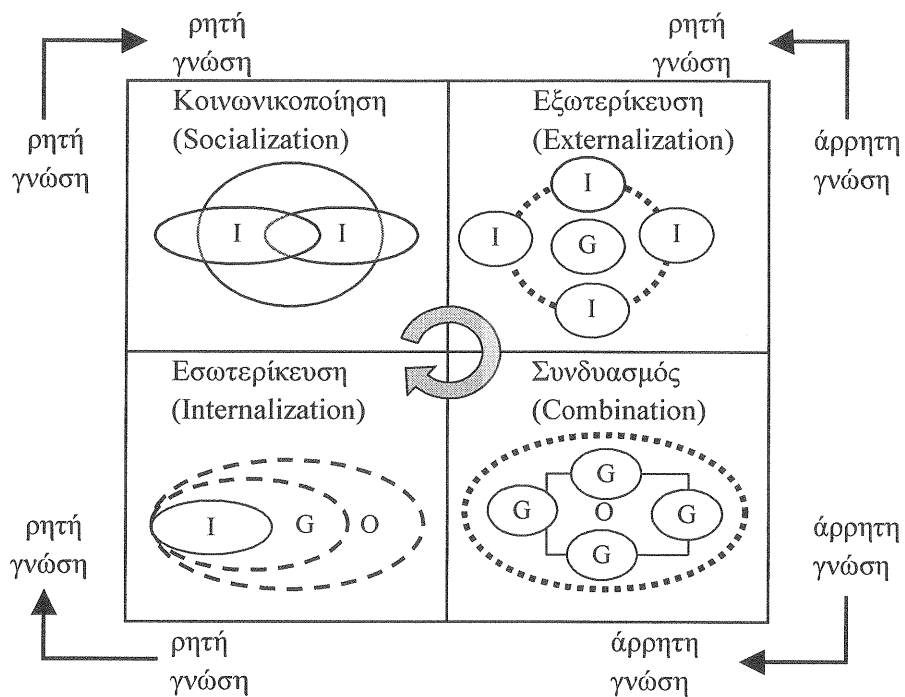 ρητή
γνώση
ρητή
γνώση
ρητή
γνώση
άρρητη
γνώση
Κοινωνικοποίηση
(Socialization)
I I
Εξωτερίκευση
(Externalization)
I
I G I
I
Εσωτερίκευση
(Internalization)
I G O
Συνδυασμός
(Combination)
G
G O G
G
ρητή
γνώση
άρρητη
γνώση
ρητή
γνώση
άρρητη
γνώση